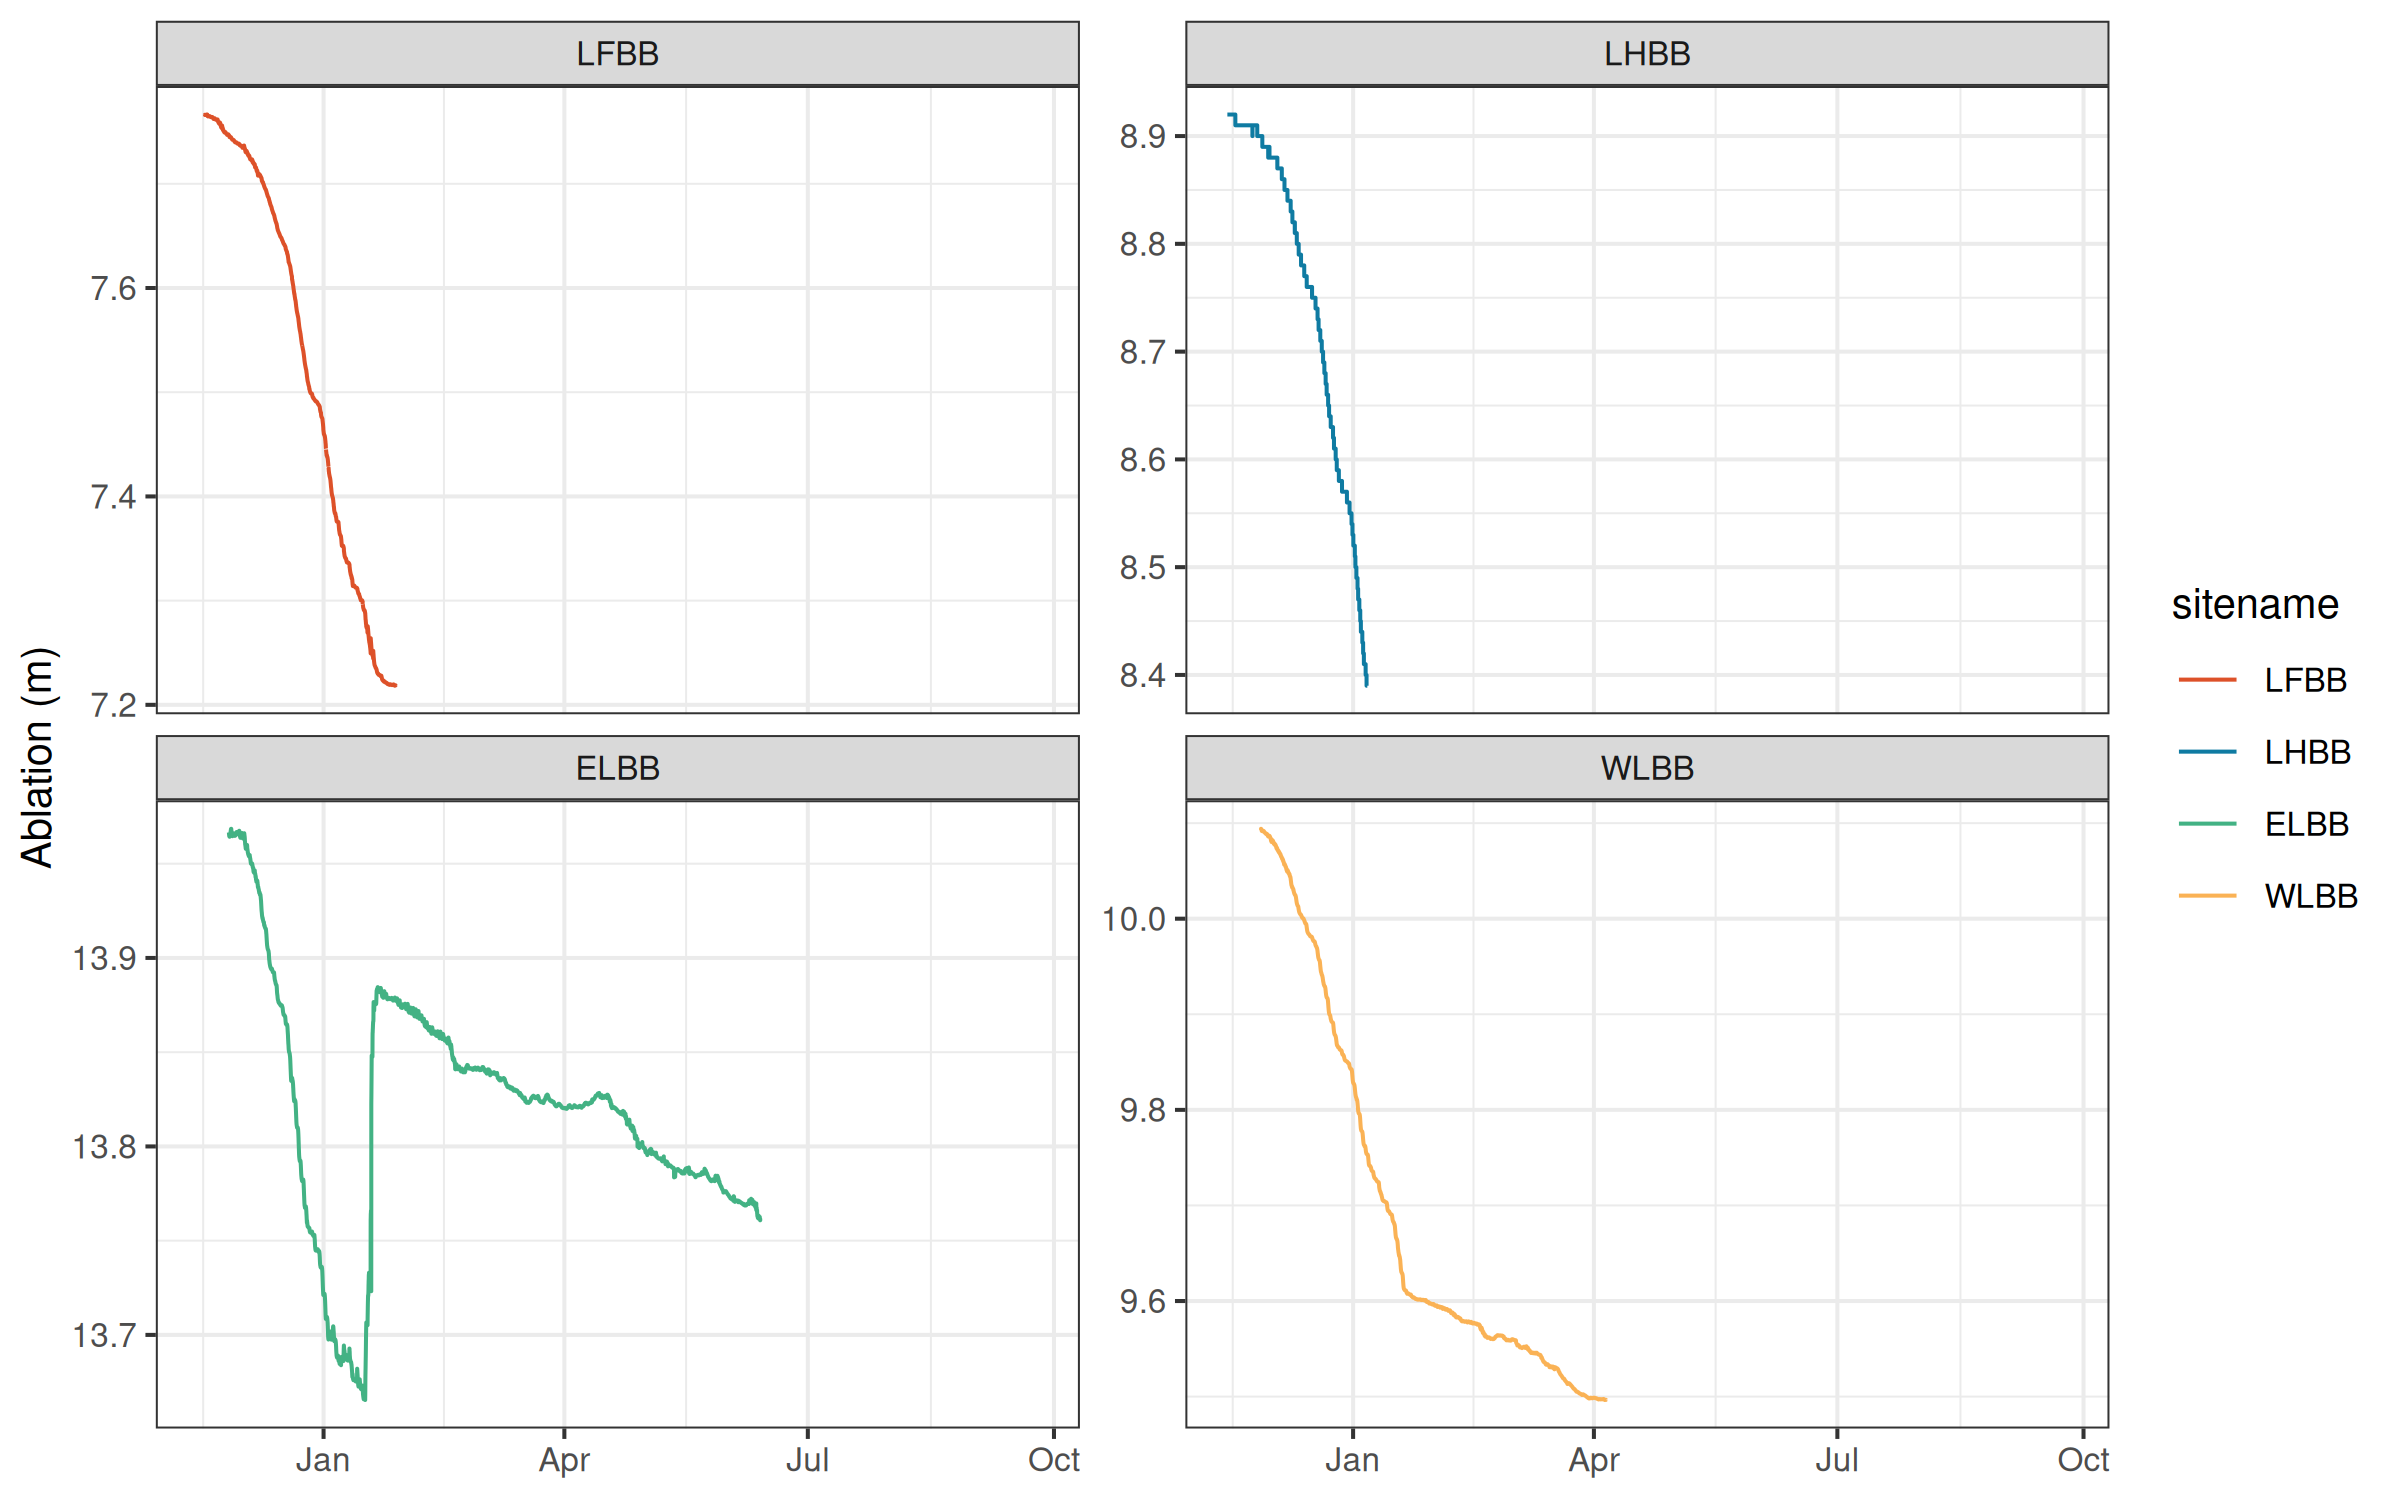 LFBB
LHBB
7.6
7.4
7.2
8.9
8.8
8.7
8.6
8.5
8.4
Ablation (m)
ELBB
WLBB
13.9
13.8
13.7
10.0
9.8
9.6
Jan Apr Jul Oct
Jan Apr Jul Oct
sitename
LFBB
LHBB
ELBB
WLBB